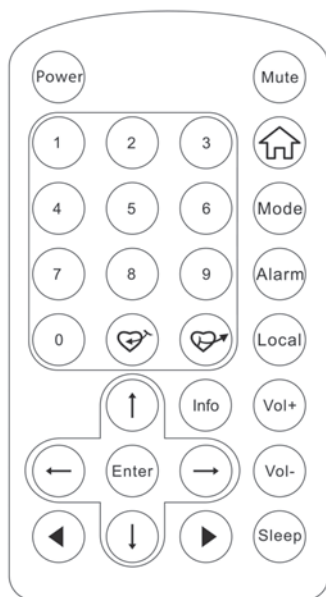 Power Mute
1 2 3
4 5 6 Mode
7 8 9 Alarm
0 Local
Info Vol+
Enter Vol-
Sleep